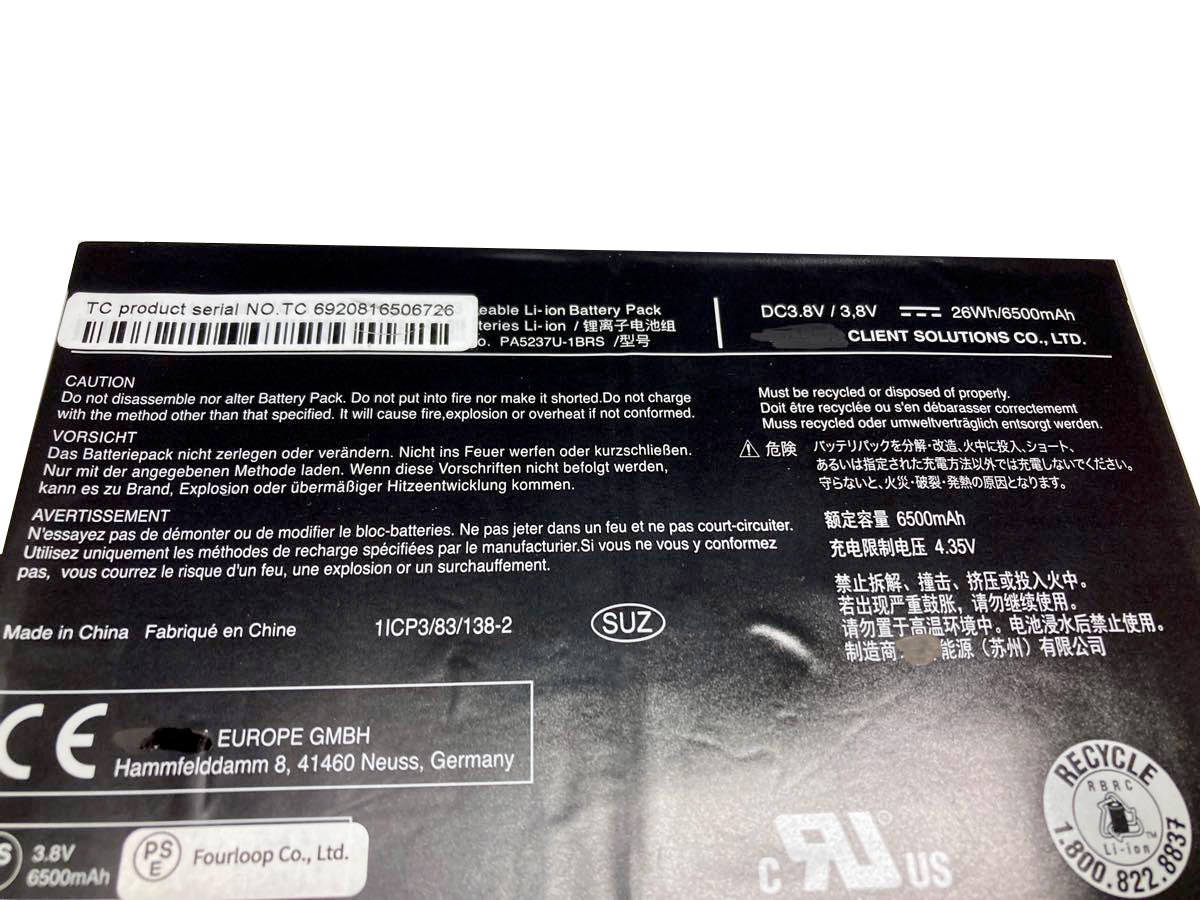 TC product serial NO.TC 6920816506726
eable Li-ion Battery Pack
teries Li-ion / 锂离子电池组
o. PA5237U-1BRS /型号
DC3.8V / 3,8V 26Wh/6500mAh
CLIENT SOLUTIONS CO., LTD.
CAUTION
Do not disassemble nor alter Battery Pack. Do not put into fire nor make it shorted.Do not charge
with the method other than that specified. It will cause fire,explosion or overheat if not conformed.
VORSICHT
Das Batteriepack nicht zerlegen oder verändern. Nicht ins Feuer werfen oder kurzschließen.
Nur mit der angegebenen Methode laden. Wenn diese Vorschriften nicht befolgt werden,
kann es zu Brand, Explosion oder übermäßiger Hitzeentwicklung kommen.
AVERTISSEMENT
N'essayez pas de démonter ou de modifier le bloc-batteries. Ne pas jeter dans un feu et ne pas court-circuiter.
Utilisez uniquement les méthodes de recharge spécifiées par le manufacturier.Si vous ne vous y conformez
pas, vous courrez le risque d'un feu, une explosion or un surchauffement.
Must be recycled or disposed of properly.
Doit être recyclée ou s'en débarasser correctememt
Muss recycled oder umweltverträglich entsorgt werden.
危険 バッテリパックを分解・改造、火中に投入、ショート、
あるいは指定された充電方法以外では充電しないでください。
守らないと、火災・破裂・発熱の原因となります。
额定容量 6500mAh
充电限制电压 4.35V
禁止拆解、撞击、挤压或投入火中。
若出现严重鼓胀，请勿继续使用。
请勿置于高温环境中。电池浸水后禁止使用。
制造商 能源（苏州）有限公司
Made in China Fabriqué en Chine 1ICP3/83/138-2 SUZ
CE
EUROPE GMBH
Hammfelddamm 8, 41460 Neuss, Germany
S 3.8V
6500mAh
PS
E
Fourloop Co., Ltd.
c RU ® US
RECYCLE
RBRC
Li-ion
TM
1.800.822.8837